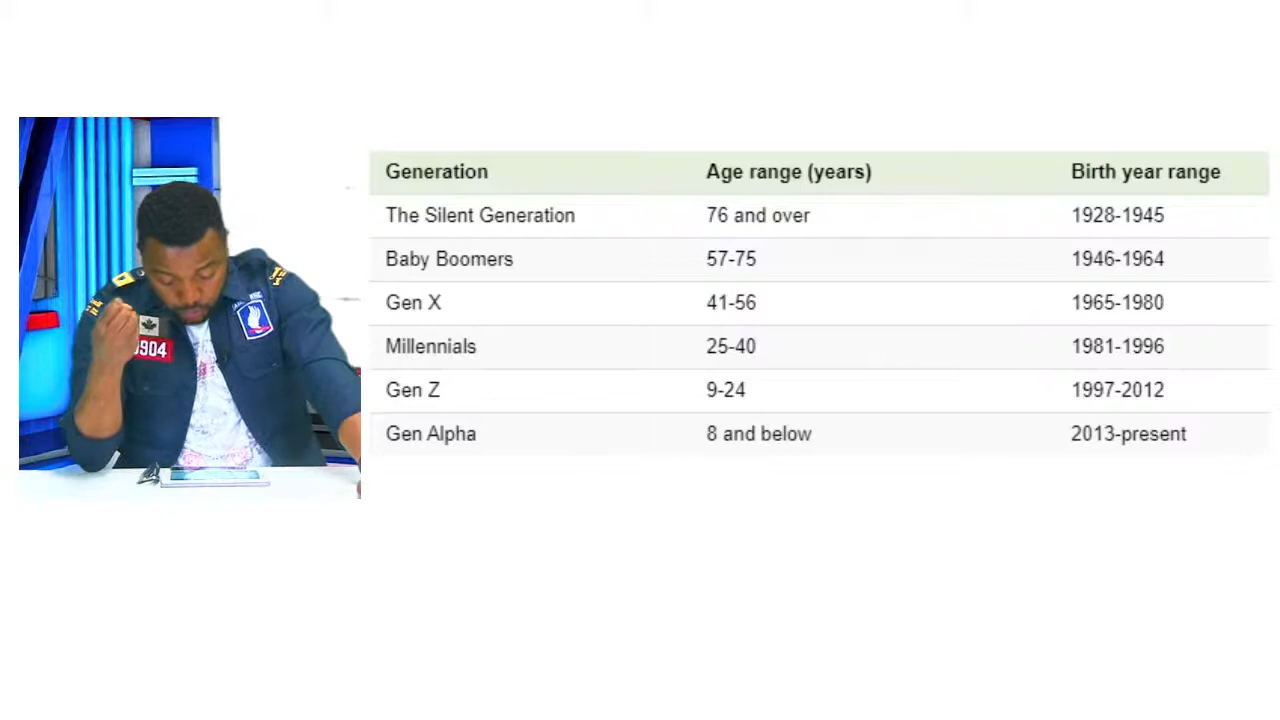 Generation Age range (years) Birth year range
The Silent Generation 76 and over 1928-1945
Baby Boomers 57-75 1946-1964
Gen X 41-56 1965-1980
Millennials 25-40 1981-1996
Gen Z 9-24 1997-2012
Gen Alpha 8 and below 2013-present
904